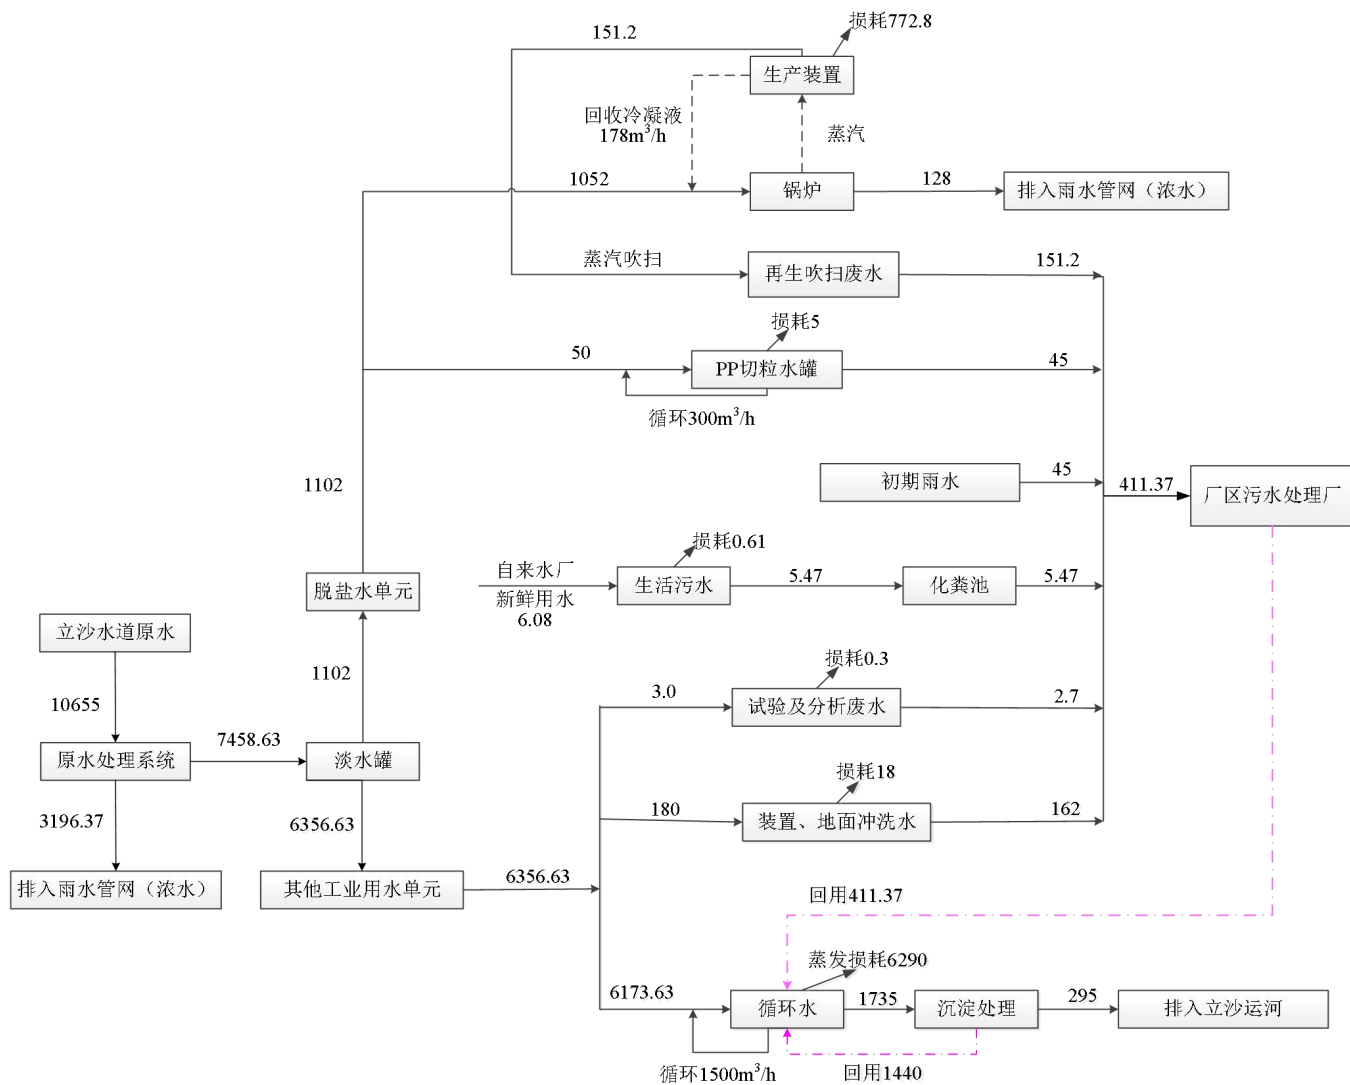 损耗772.8
151.2
生产装置
回收冷凝液
178m³/h
蒸汽
1052
锅炉
128
排入雨水管网（浓水）
蒸汽吹扫
再生吹扫废水
151.2
损耗5
50
PP切粒水罐
45
循环300m³/h
1102
初期雨水
45
411.37
厂区污水处理厂
损耗0.61
自来水厂
新鲜用水
6.08
生活污水
5.47
化粪池
5.47
脱盐水单元
立沙水道原水
1102
损耗0.3
3.0
试验及分析废水
2.7
10655
7458.63
原水处理系统
淡水罐
损耗18
3196.37
6356.63
180
装置、地面冲洗水
162
排入雨水管网（浓水）
其他工业用水单元
6356.63
回用411.37
蒸发损耗6290
6173.63
循环水
1735
沉淀处理
295
排入立沙运河
循环1500m³/h
回用1440